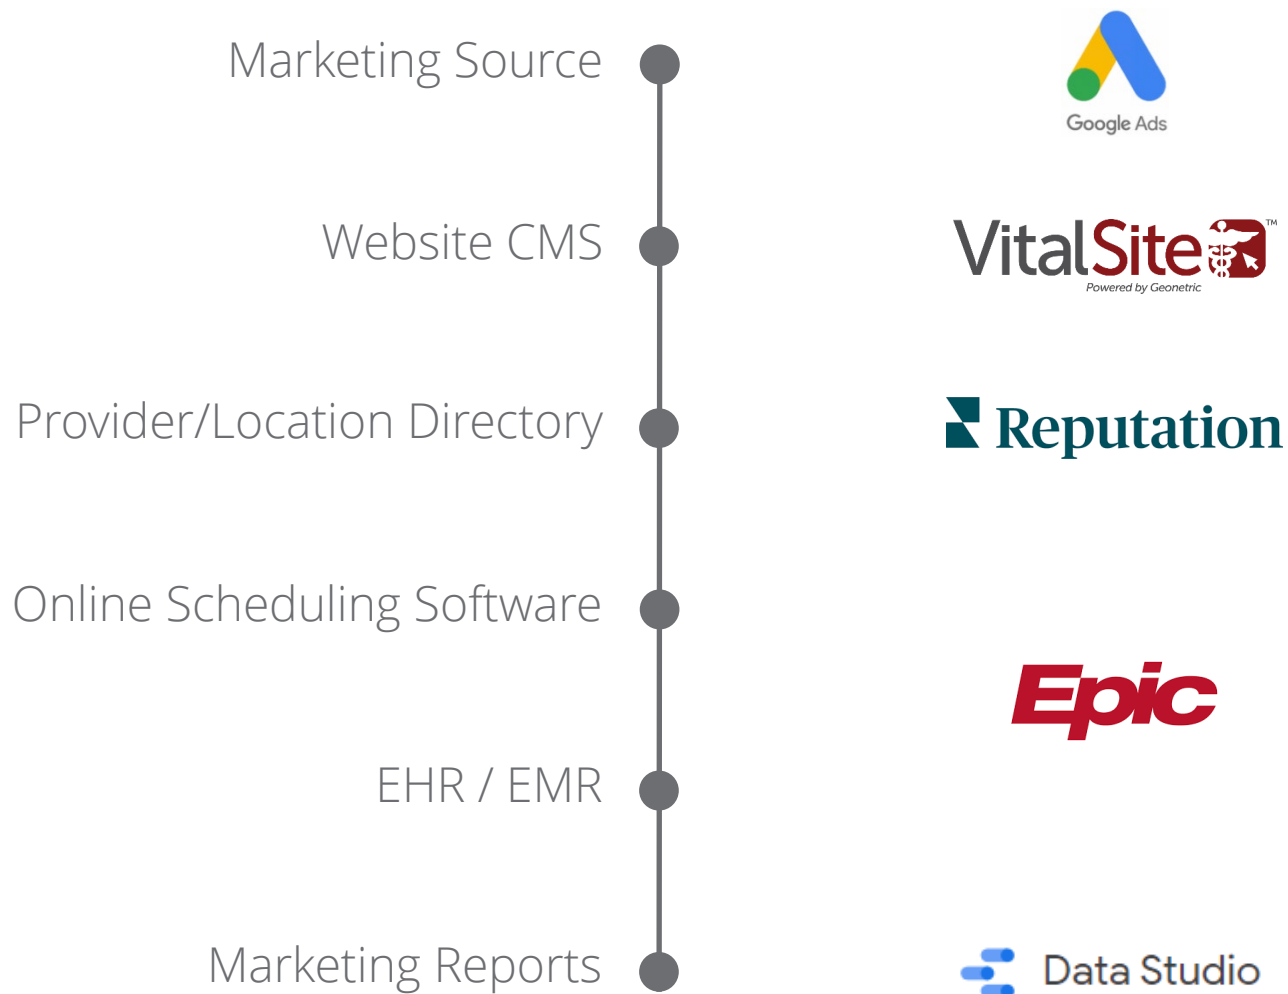 Marketing Source
Google Ads
Website CMS
VitalSite™
Powered by Geonetric
Provider/Location Directory
Reputation
Online Scheduling Software
Epic
EHR / EMR
Marketing Reports
Data Studio